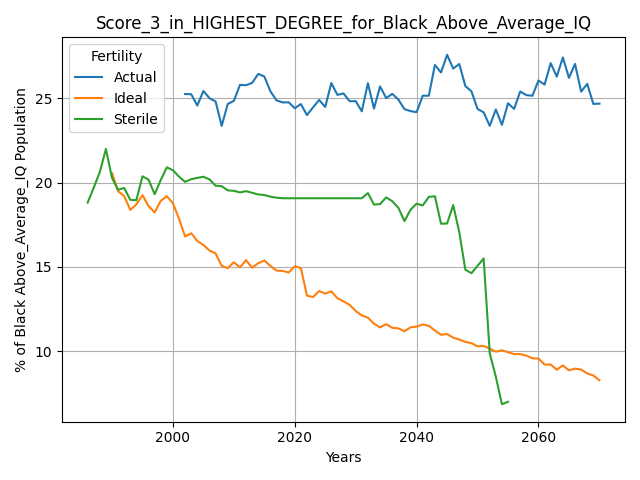 Score_3_in_HIGHEST_DEGREE_for_Black_Above_Average_IQ
Fertility
Actual
Ideal
Sterile
% of Black Above_Average_IQ Population
25
20
15
10
2000
2020
2040
2060
Years